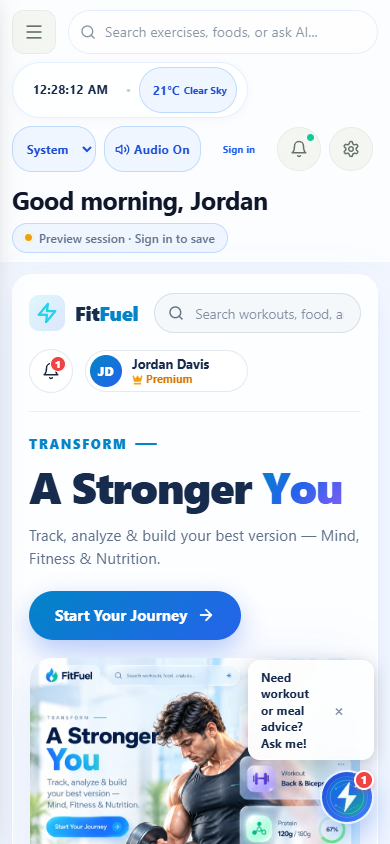 Search exercises, foods, or ask AI...
12:28:12 AM • 21°C Clear Sky
System Audio On Sign in
Good morning, Jordan
Preview session · Sign in to save
FitFuel Search workouts, food, a
1 JD Jordan Davis
Premium
TRANSFORM
A Stronger You
Track, analyze & build your best version — Mind,
Fitness & Nutrition.
Start Your Journey
FitFuel Search workouts, food, analytics...
TRANSFORM
A Stronger
You
Track, analyze & build
your best version —
Mind, Fitness & Nutrition.
Start Your Journey
Need
workout
or meal
advice?
Ask me!
×
Workout
Back & Biceps
1
Protein
120g / 180g 67%